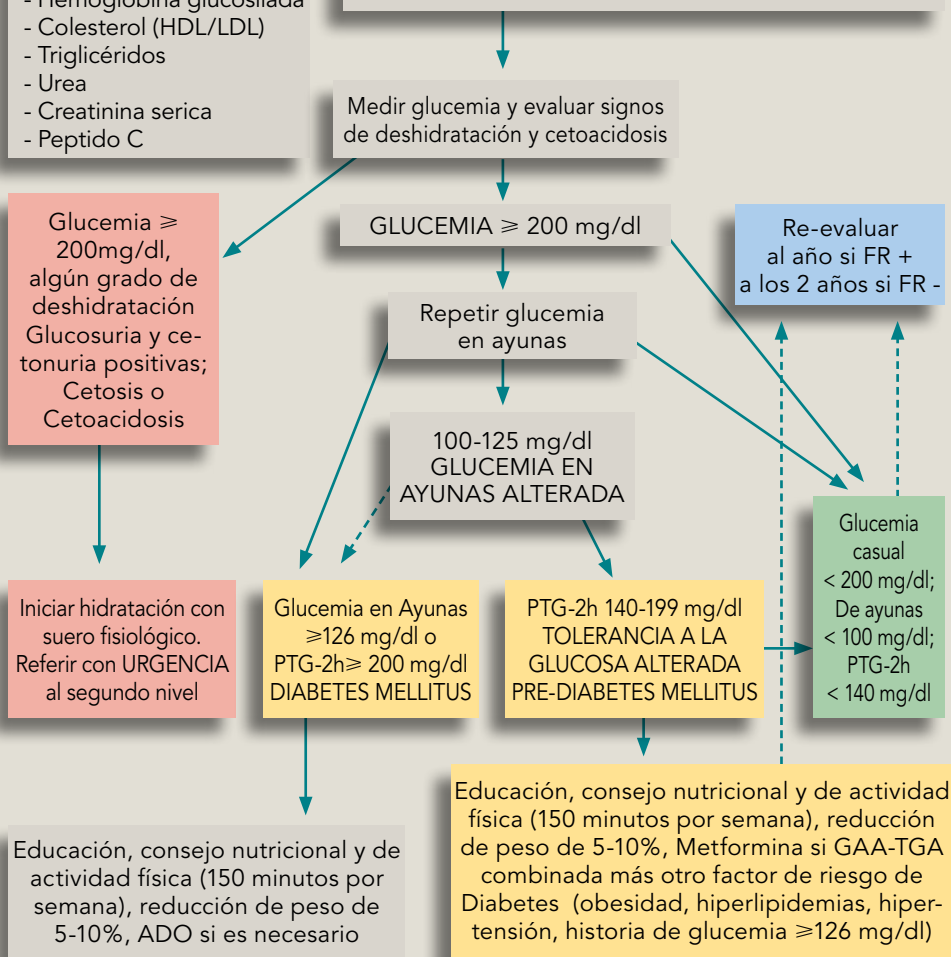 - Hemoglobina glucosilada
- Colesterol (HDL/LDL)
- Triglicéridos
- Urea
- Creatinina serica
- Peptido C
Medir glucemia y evaluar signos
de deshidratación y cetoacidosis
Glucemia ⩾
200mg/dl,
algún grado de
deshidratación
Glucosuria y ce-
tonuria positivas;
Cetosis o
Cetoacidosis
GLUCEMIA ⩾ 200 mg/dl
Re-evaluar
al año si FR +
a los 2 años si FR -
Repetir glucemia
en ayunas
100-125 mg/dl
GLUCEMIA EN
AYUNAS ALTERADA
Glucemia
casual
< 200 mg/dl;
De ayunas
< 100 mg/dl;
PTG-2h
< 140 mg/dl
Iniciar hidratación con
suero fisiológico.
Referir con URGENCIA
al segundo nivel
Glucemia en Ayunas
⩾126 mg/dl o
PTG-2h⩾ 200 mg/dl
DIABETES MELLITUS
PTG-2h 140-199 mg/dl
TOLERANCIA A LA
GLUCOSA ALTERADA
PRE-DIABETES MELLITUS
Educación, consejo nutricional y de
actividad física (150 minutos por
semana), reducción de peso de
5-10%, ADO si es necesario
Educación, consejo nutricional y de actividad
física (150 minutos por semana), reducción
de peso de 5-10%, Metformina si GAA-TGA
combinada más otro factor de riesgo de
Diabetes (obesidad, hiperlipidemias, hiper-
tensión, historia de glucemia ⩾126 mg/dl)